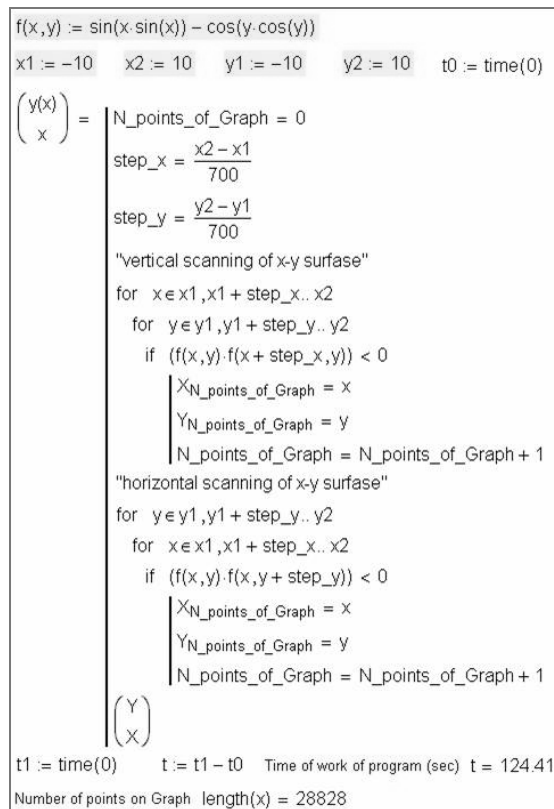 f(x,y) := sin(x·sin(x)) – cos(y·cos(y))
x1 := –10 x2 := 10 y1 := –10 y2 := 10 t0 := time(0)
(y(x) x) = N_points_of_Graph = 0
step_x = (x2 – x1)/700
step_y = (y2 – y1)/700
"vertical scanning of x-y surfase"
for x∈x1,x1 + step_x.. x2
for y∈y1,y1 + step_y.. y2
if (f(x,y)·f(x + step_x,y)) < 0
X_N_points_of_Graph = x
Y_N_points_of_Graph = y
N_points_of_Graph = N_points_of_Graph + 1
"horizontal scanning of x-y surfase"
for y∈y1,y1 + step_y.. y2
for x∈x1,x1 + step_x.. x2
if (f(x,y)·f(x,y + step_y)) < 0
X_N_points_of_Graph = x
Y_N_points_of_Graph = y
N_points_of_Graph = N_points_of_Graph + 1
(Y X)
t1 := time(0) t := t1 – t0 Time of work of program (sec) t = 124.41
Number of points on Graph length(x) = 28828